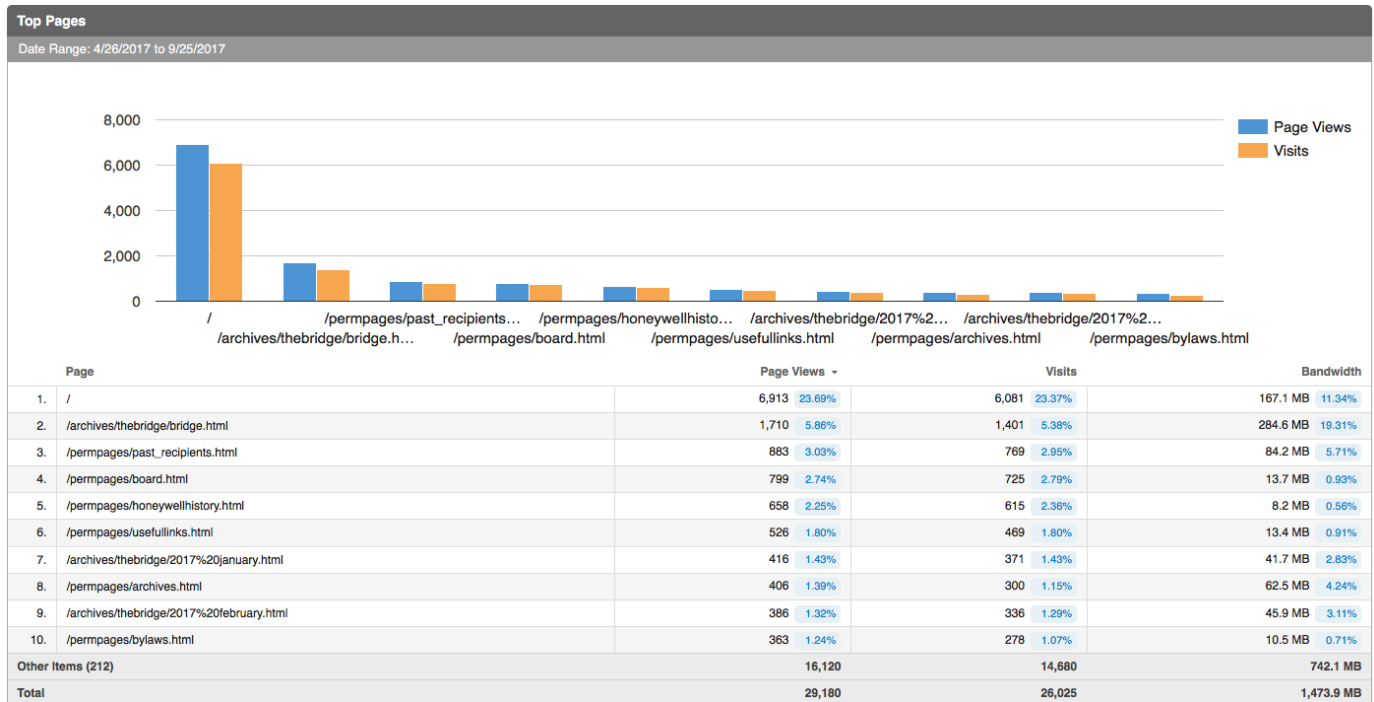 Top Pages
Date Range: 4/26/2017 to 9/25/2017
8,000
6,000
4,000
2,000
0
Page Views
Visits
/ /permpages/past_recipients… /permpages/honeywellhisto… /archives/thebridge/2017%2… /archives/thebridge/2017%2…
/archives/thebridge/bridge.h… /permpages/board.html /permpages/usefullinks.html /permpages/archives.html /permpages/bylaws.html
Page Page Views Visits Bandwidth
1. / 6,913 23.69% 6,081 23.37% 167.1 MB 11.34%
2. /archives/thebridge/bridge.html 1,710 5.86% 1,401 5.38% 284.6 MB 19.31%
3. /permpages/past_recipients.html 883 3.03% 769 2.95% 84.2 MB 5.71%
4. /permpages/board.html 799 2.74% 725 2.79% 13.7 MB 0.93%
5. /permpages/honeywellhistory.html 658 2.25% 615 2.36% 8.2 MB 0.56%
6. /permpages/usefullinks.html 526 1.80% 469 1.80% 13.4 MB 0.91%
7. /archives/thebridge/2017%20january.html 416 1.43% 371 1.43% 41.7 MB 2.83%
8. /permpages/archives.html 406 1.39% 300 1.15% 62.5 MB 4.24%
9. /archives/thebridge/2017%20february.html 386 1.32% 336 1.29% 45.9 MB 3.11%
10. /permpages/bylaws.html 363 1.24% 278 1.07% 10.5 MB 0.71%
Other Items (212) 16,120 14,680 742.1 MB
Total 29,180 26,025 1,473.9 MB